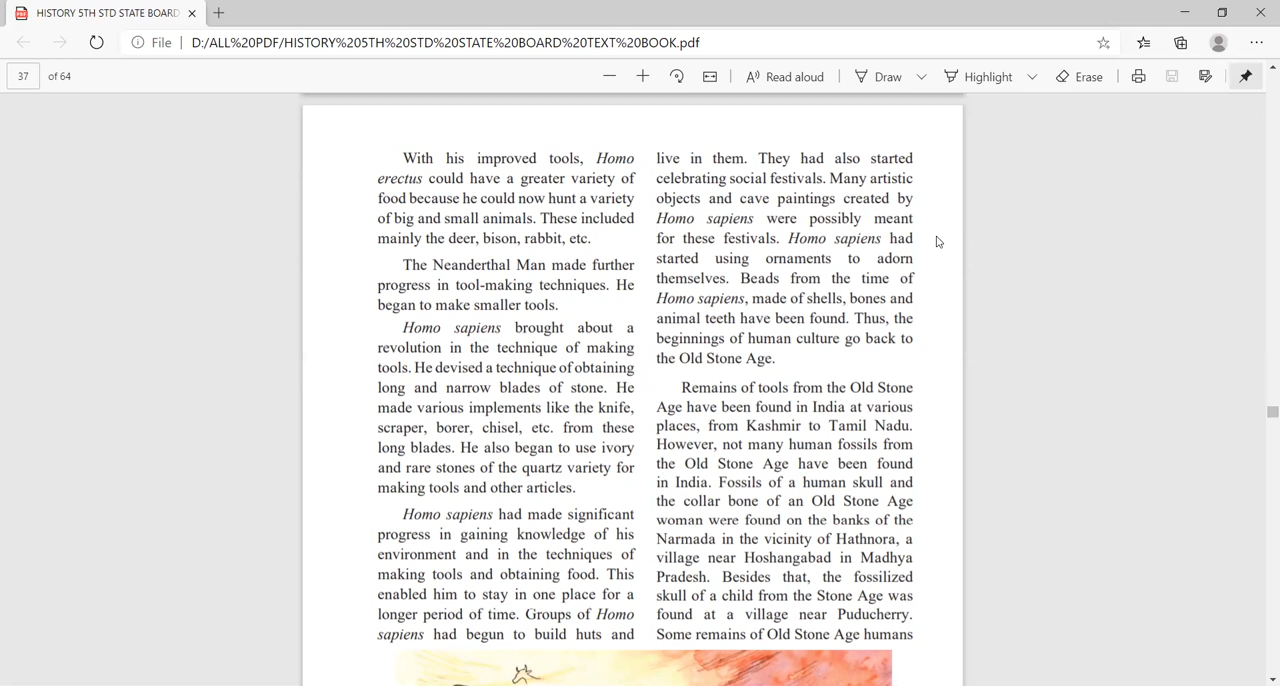 HISTORY 5TH STD STATE BOARD
File
D:/ALL%20PDF/HISTORY%205TH%20STD%20STATE%20BOARD%20TEXT%20BOOK.pdf
37 of 64
Read aloud
Draw
Highlight
Erase
With his improved tools, Homo
erectus could have a greater variety of
food because he could now hunt a variety
of big and small animals. These included
mainly the deer, bison, rabbit, etc.
The Neanderthal Man made further
progress in tool-making techniques. He
began to make smaller tools.
Homo sapiens brought about a
revolution in the technique of making
tools. He devised a technique of obtaining
long and narrow blades of stone. He
made various implements like the knife,
scraper, borer, chisel, etc. from these
long blades. He also began to use ivory
and rare stones of the quartz variety for
making tools and other articles.
Homo sapiens had made significant
progress in gaining knowledge of his
environment and in the techniques of
making tools and obtaining food. This
enabled him to stay in one place for a
longer period of time. Groups of Homo
sapiens had begun to build huts and
live in them. They had also started
celebrating social festivals. Many artistic
objects and cave paintings created by
Homo sapiens were possibly meant
for these festivals. Homo sapiens had
started using ornaments to adorn
themselves. Beads from the time of
Homo sapiens, made of shells, bones and
animal teeth have been found. Thus, the
beginnings of human culture go back to
the Old Stone Age.
Remains of tools from the Old Stone
Age have been found in India at various
places, from Kashmir to Tamil Nadu.
However, not many human fossils from
the Old Stone Age have been found
in India. Fossils of a human skull and
the collar bone of an Old Stone Age
woman were found on the banks of the
Narmada in the vicinity of Hathnora, a
village near Hoshangabad in Madhya
Pradesh. Besides that, the fossilized
skull of a child from the Stone Age was
found at a village near Puducherry.
Some remains of Old Stone Age humans